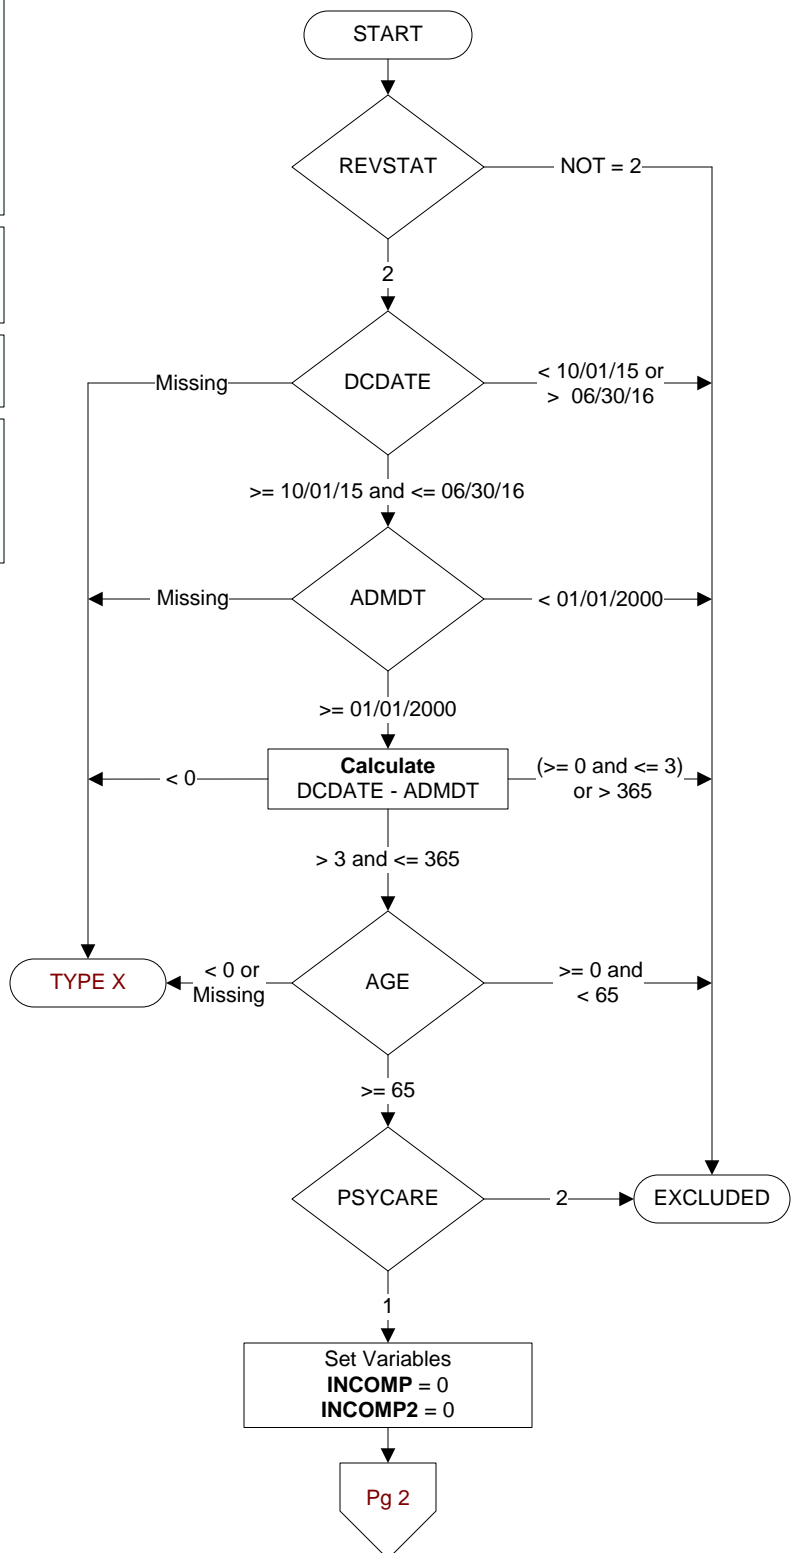 START
REVSTAT
NOT = 2
2
DCDATE
Missing
< 10/01/15 or
> 06/30/16
>= 10/01/15 and <= 06/30/16
ADMDT
Missing
< 01/01/2000
>= 01/01/2000
Calculate
DCDATE - ADMDT
< 0
(>= 0 and <= 3)
or > 365
> 3 and <= 365
TYPE X
< 0 or
Missing
AGE
>= 0 and
< 65
>= 65
PSYCARE
2
EXCLUDED
1
Set Variables
INCOMP = 0
INCOMP2 = 0
Pg 2